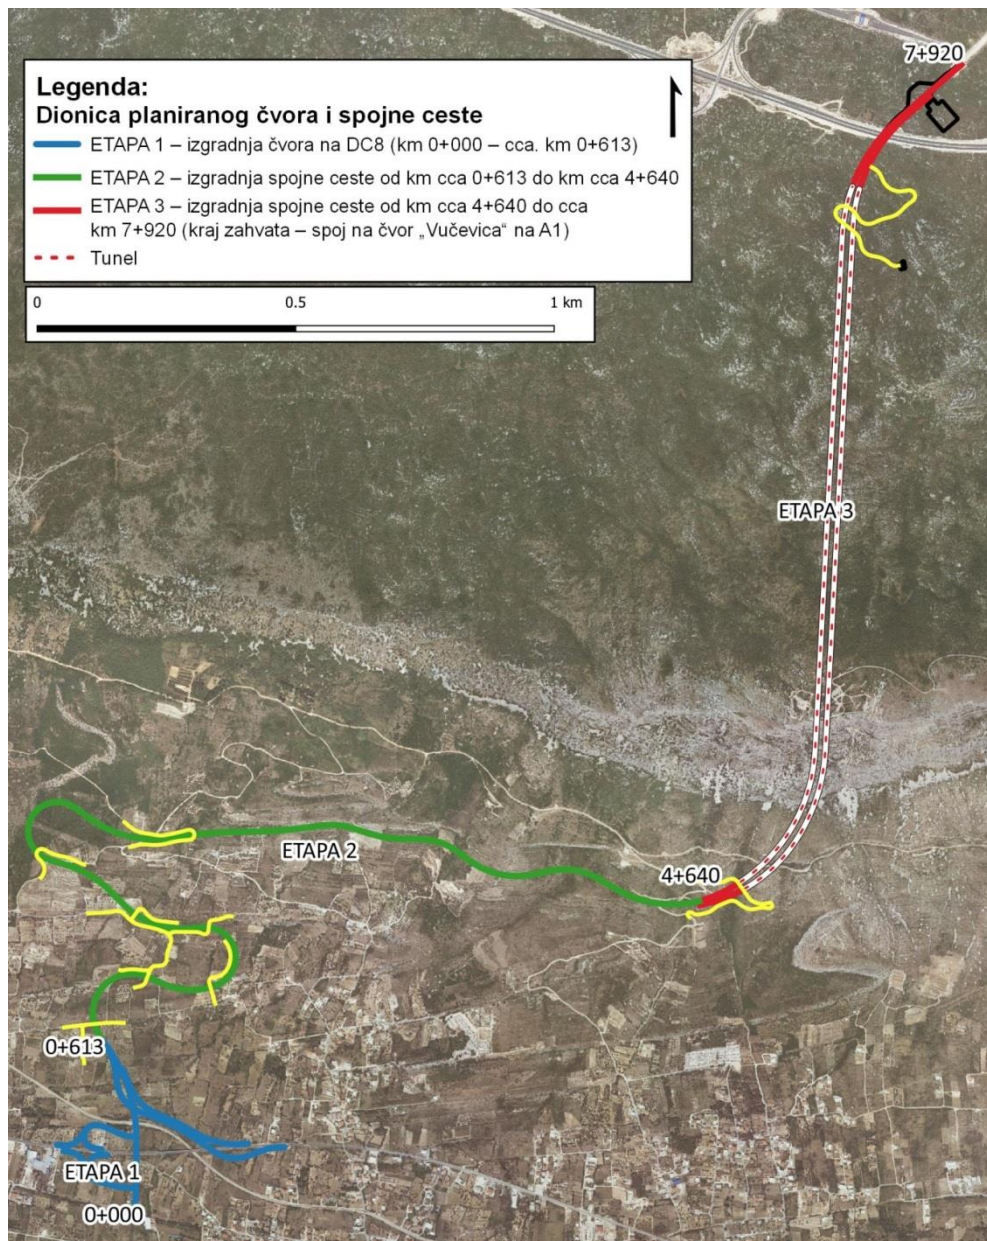 Legenda:
Dionica planiranog čvora i spojne ceste
ETAPA 1 – izgradnja čvora na DC8 (km 0+000 – cca. km 0+613)
ETAPA 2 – izgradnja spojne ceste od km cca 0+613 do km cca 4+640
ETAPA 3 – izgradnja spojne ceste od km cca 4+640 do cca
km 7+920 (kraj zahvata – spoj na čvor „Vučevica“ na A1)
Tunel
0 0.5 1 km
7+920
ETAPA 3
ETAPA 2
4+640
0+613
ETAPA 1
0+000